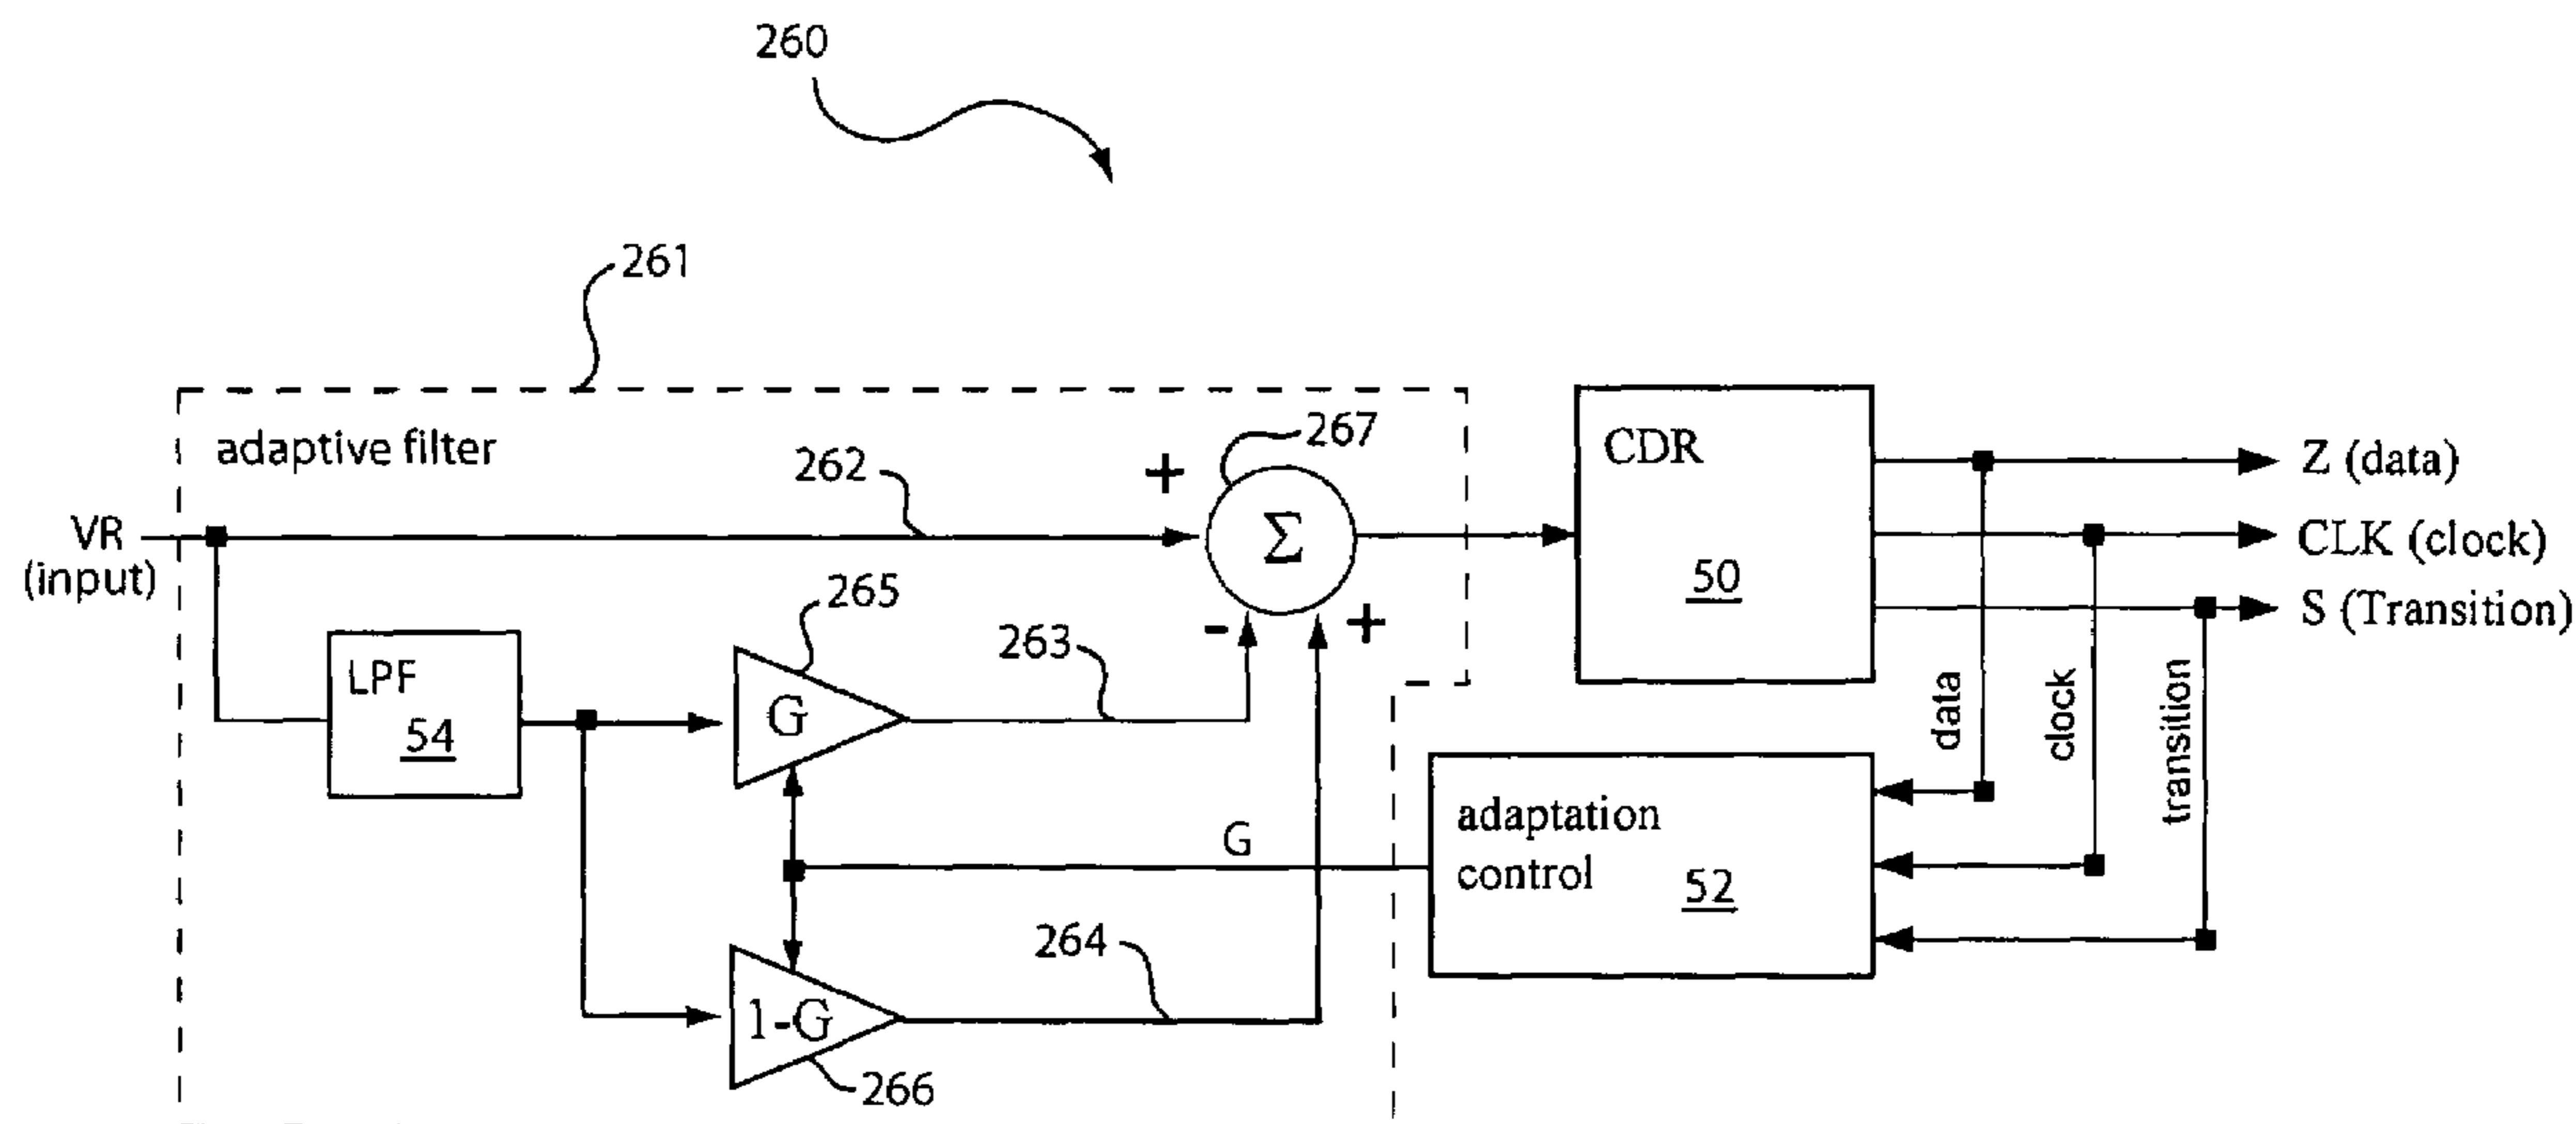 260
261
adaptive filter
262
+
267
CDR
50
Z (data)
VR
(input)
Σ
CLK (clock)
S (Transition)
265
263
-
+
LPF
54
G
data
clock
transition
G
adaptation
control
52
264
1-G
266